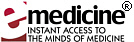 emedicine®
INSTANT ACCESS TO
THE MINDS OF MEDICINE